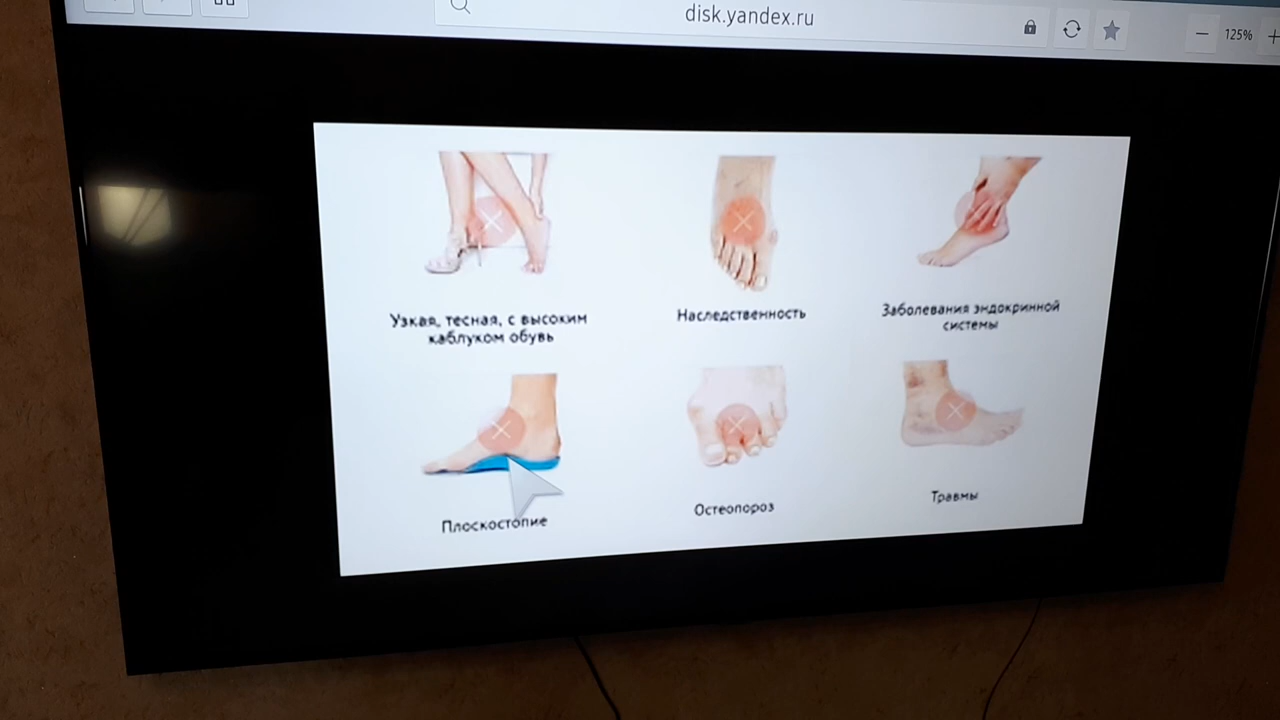 disk.yandex.ru
125%
Узкая, тесная, с высоким
каблуком обувь
Наследственность
Заболевания эндокринной
системы
Плоскостопие
Остеопороз
Травмы